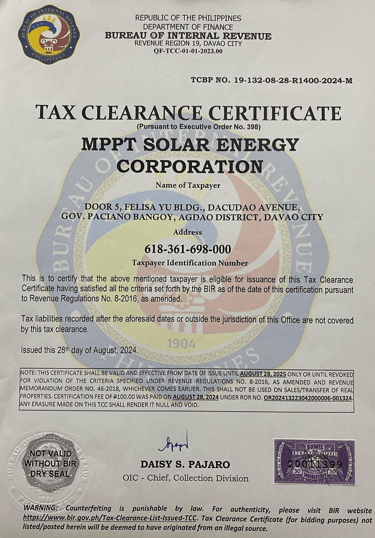 REPUBLIC OF THE PHILIPPINES
DEPARTMENT OF FINANCE
BUREAU OF INTERNAL REVENUE
REVENUE REGION 19, DAVAO CITY
QF-TCC-01-01-2023.00
TCBP NO. 19-132-08-28-R1400-2024-M
TAX CLEARANCE CERTIFICATE
(Pursuant to Executive Order No. 398)
MPPT SOLAR ENERGY
CORPORATION
Name of Taxpayer
DOOR 5, FELISA YU BLDG., DACUDAO AVENUE,
GOV. PACIANO BANGOY, AGDAO DISTRICT, DAVAO CITY
Address
618-361-698-000
Taxpayer Identification Number
This is to certify that the above mentioned taxpayer is eligible for issuance of this Tax Clearance
Certificate having satisfied all the criteria set forth by the BIR as of the date of this certification pursuant
to Revenue Regulations No. 8-2016, as amended.
Tax liabilities recorded after the aforesaid dates or outside the jurisdiction of this Office are not covered
by this tax clearance.
1904
Issued this 28th day of August, 2024.
NOTE: THIS CERTIFICATE SHALL BE VALID AND EFFECTIVE FROM DATE OF ISSUE UNTIL AUGUST 28, 2025 ONLY OR UNTIL REVOKED
FOR VIOLATION OF THE CRITERIA SPECIFIED UNDER REVENUE REGULATIONS NO. 8-2016, AS AMENDED AND REVENUE
MEMORANDUM ORDER NO. 46-2018, WHICHEVER COMES EARLIER. THIS SHALL NOT BE USED ON SALES/TRANSFER OF REAL
PROPERTIES. CERTIFICATION FEE OF ₱100.00 WAS PAID ON AUGUST 28, 2024 UNDER ROR NO. OR2024132230420000006-001324.
ANY ERASURE MADE ON THIS TCC SHALL RENDER IT NULL AND VOID.
NOT VALID
WITHOUT BIR
DRY SEAL
DAISY S. PAJARO
OIC - Chief, Collection Division
20011399
WARNING: Counterfeiting is punishable by law. For authenticity, please visit BIR website
https://www.bir.gov.ph/Tax-Clearance-List-Issued-TCC. Tax Clearance Certificate (for bidding purposes) not
listed/posted herein will be deemed to have originated from an illegal source.